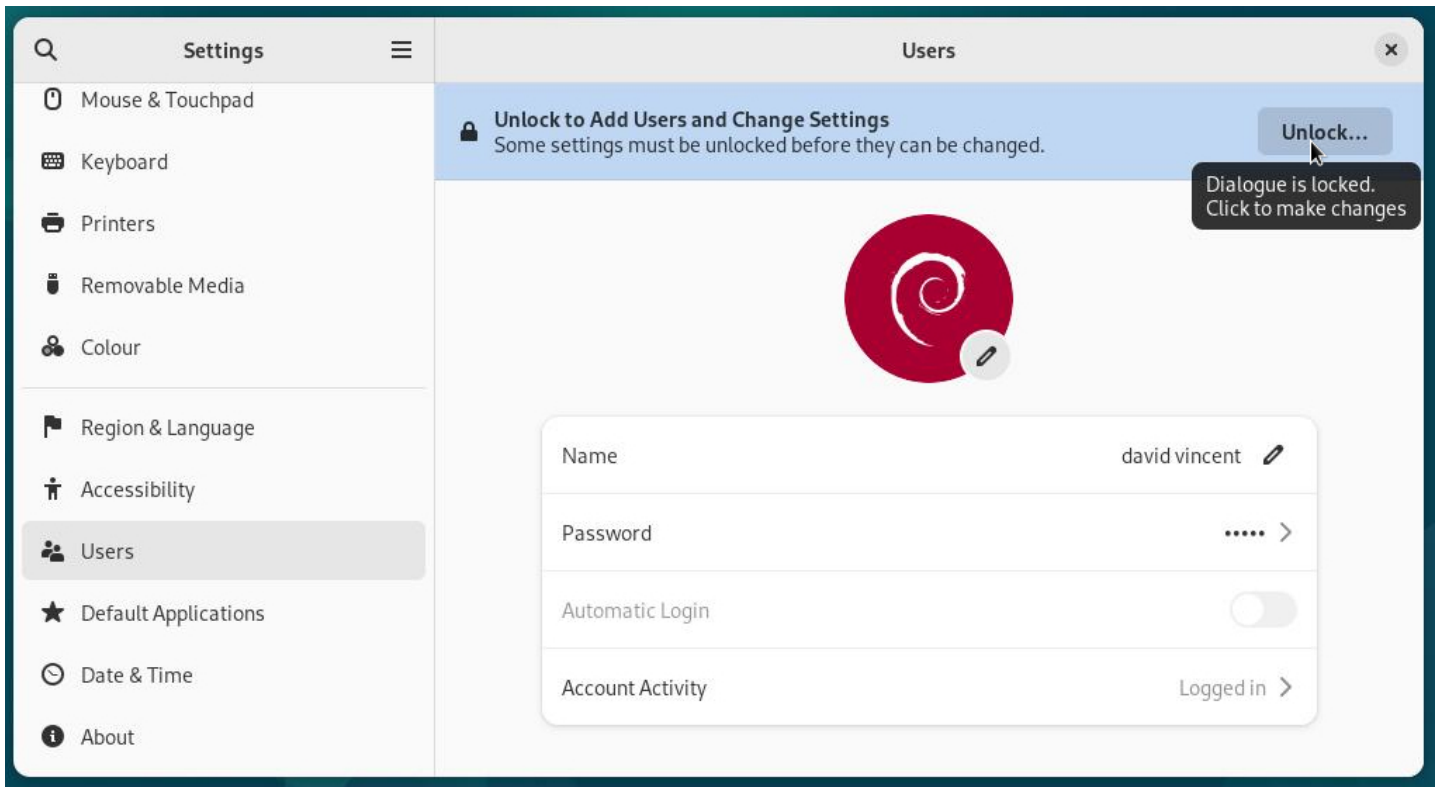 Settings
Users
Mouse & Touchpad
Keyboard
Printers
Removable Media
Colour
Region & Language
Accessibility
Users
Default Applications
Date & Time
About
Unlock to Add Users and Change Settings
Some settings must be unlocked before they can be changed.
Unlock...
Dialogue is locked.
Click to make changes
Name
david vincent
Password
•••••
Automatic Login
Account Activity
Logged in